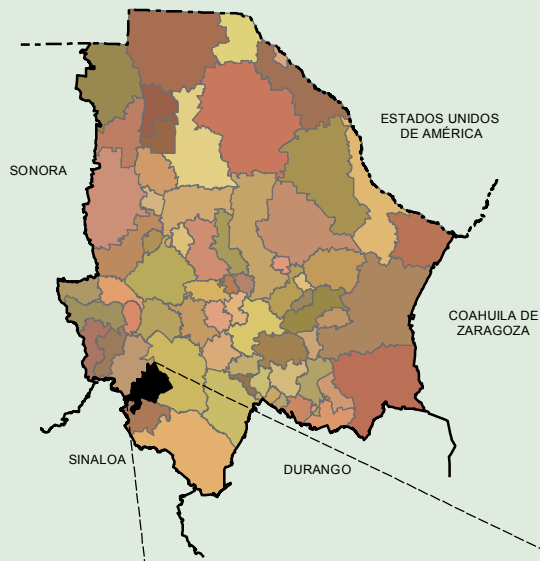 ESTADOS UNIDOS
DE AMÉRICA
SONORA
COAHUILA DE
ZARAGOZA
SINALOA
DURANGO